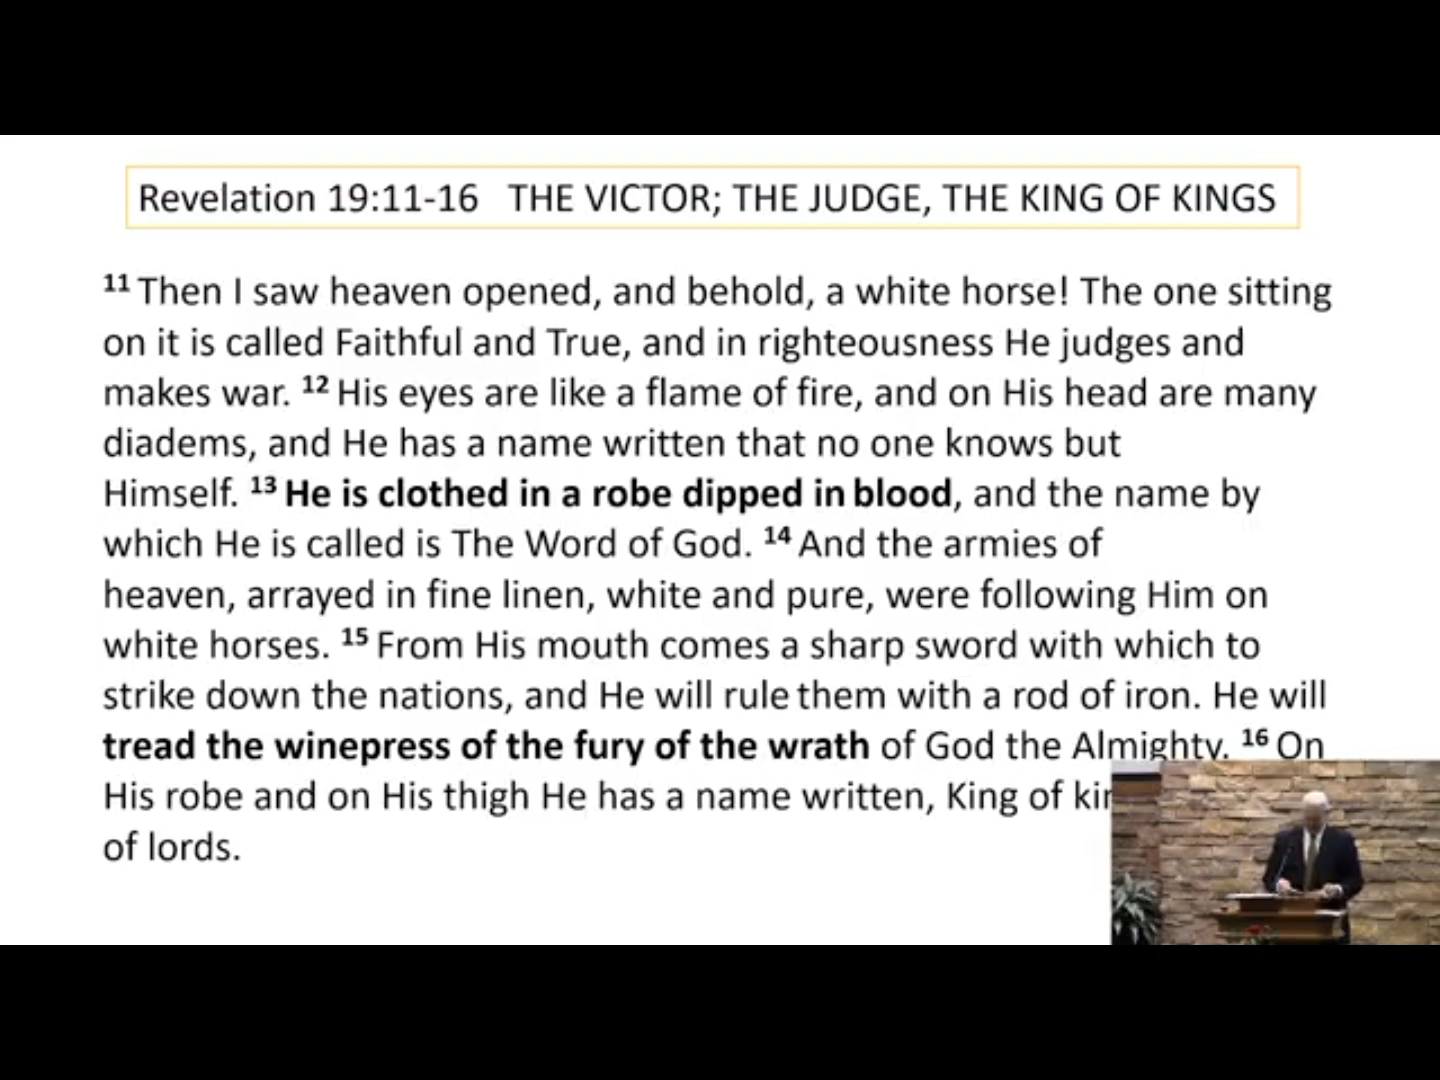 Revelation 19:11-16 THE VICTOR; THE JUDGE, THE KING OF KINGS
11 Then I saw heaven opened, and behold, a white horse! The one sitting
on it is called Faithful and True, and in righteousness He judges and
makes war. 12 His eyes are like a flame of fire, and on His head are many
diadems, and He has a name written that no one knows but
Himself. 13 He is clothed in a robe dipped in blood, and the name by
which He is called is The Word of God. 14 And the armies of
heaven, arrayed in fine linen, white and pure, were following Him on
white horses. 15 From His mouth comes a sharp sword with which to
strike down the nations, and He will rule them with a rod of iron. He will
tread the winepress of the fury of the wrath of God the Almighty. 16 On
His robe and on His thigh He has a name written, King of
of lords.